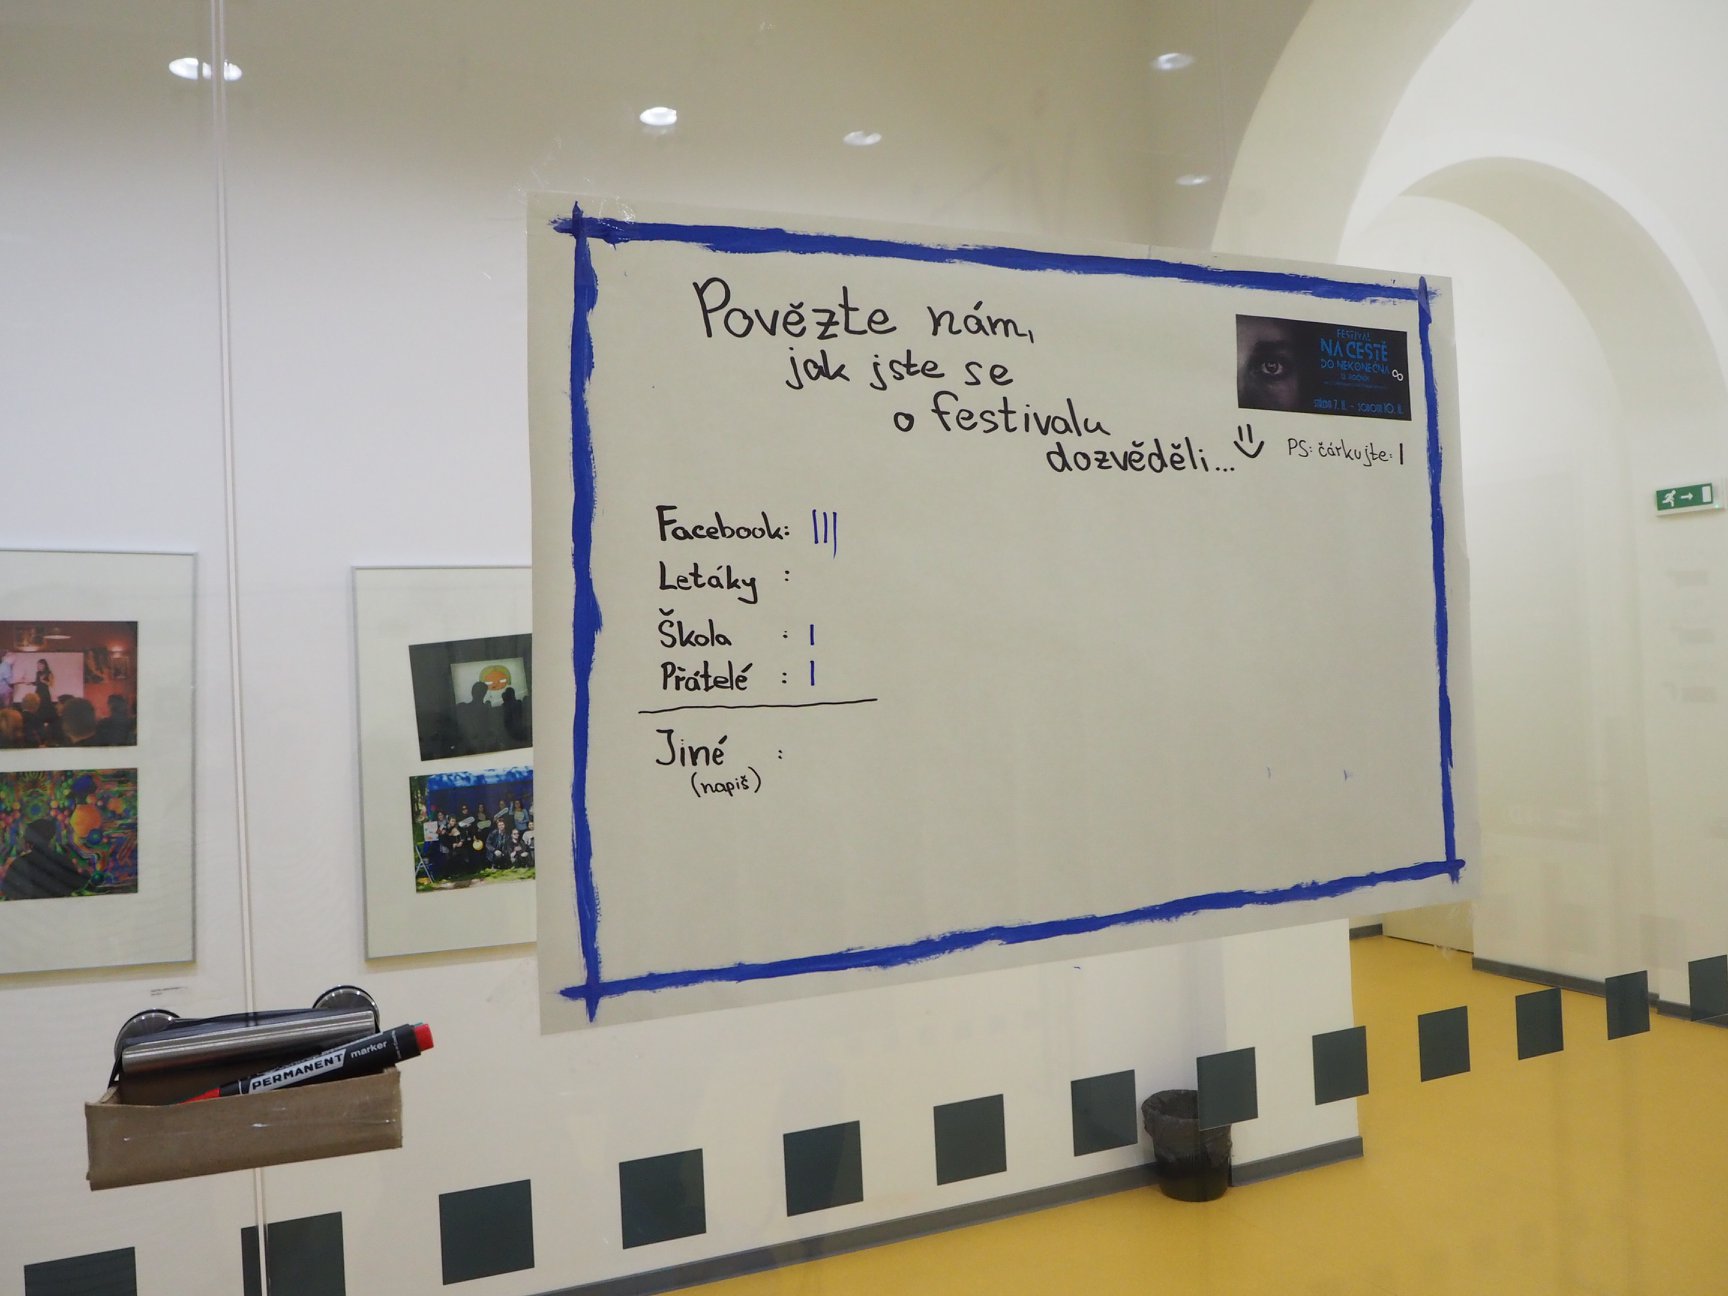 Povězte nám,
jak jste se
o festivalu
dozvěděli...
PS: čárkujte: I
FESTIVAL
NA CESTĚ
DO NEKONEČNA
STŘEDA 7. 11. - SOBOTA 10. 11.
Facebook: III
Letáky :
Škola : I
Přátelé : I
Jiné :
(napiš)
PERMANENT marker